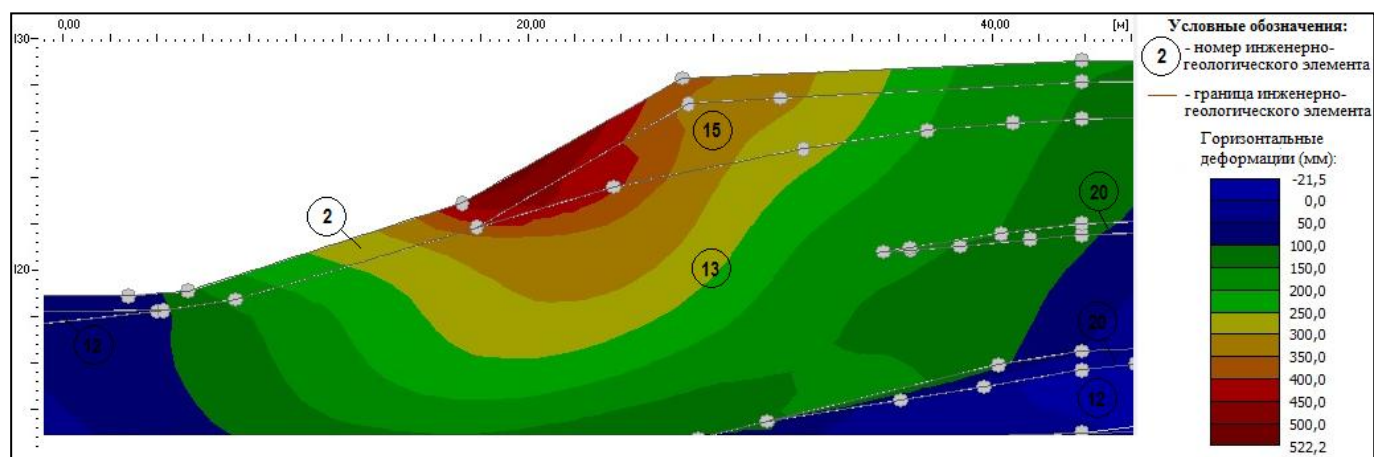 0,00 20,00 40,00 [м]
130
120
2
15
13
20
20
12
12
Условные обозначения:
2 - номер инженерно-
геологического элемента
- граница инженерно-
геологического элемента
Горизонтальные
деформации (мм):
-21,5
0,0
50,0
100,0
150,0
200,0
250,0
300,0
350,0
400,0
450,0
500,0
522,2